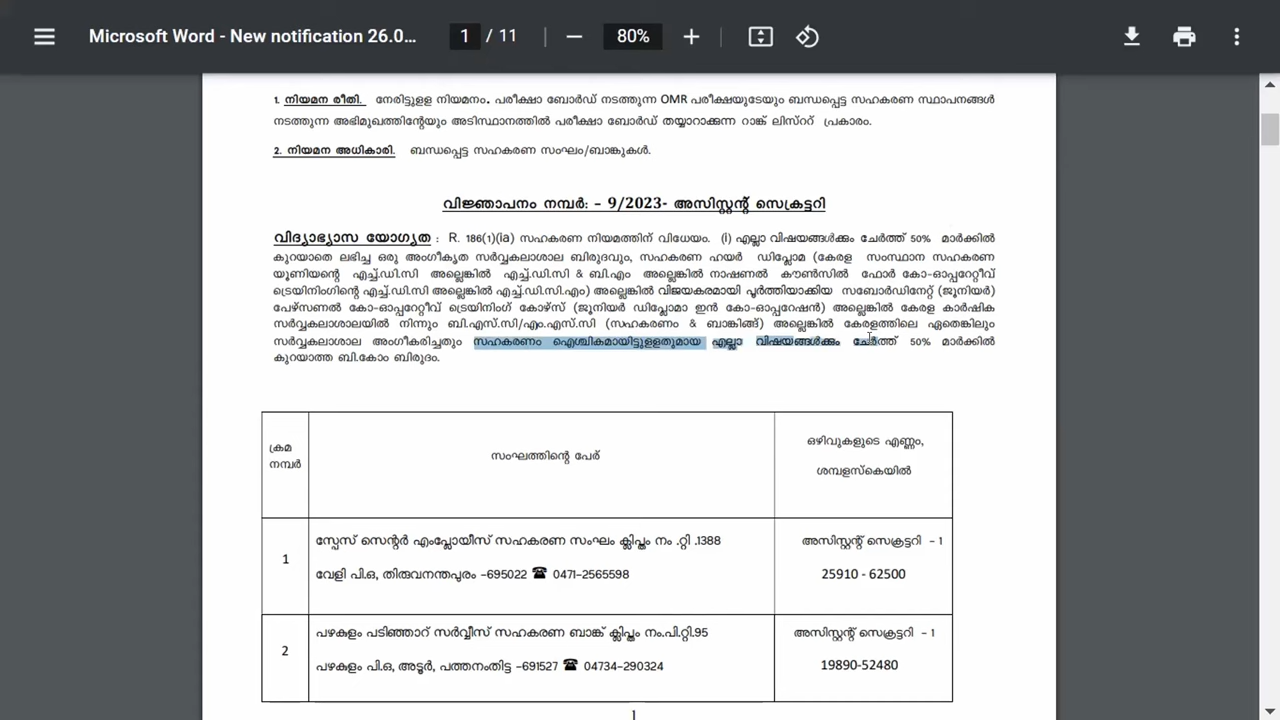 Microsoft Word - New notification 26.0...
1 / 11
80%
1. നിയമന രീതി. നേരിട്ടുളള നിയമനം. പരീക്ഷാ ബോർഡ് നടത്തുന്ന OMR പരീക്ഷയുടേയും ബന്ധപ്പെട്ട സഹകരണ സ്ഥാപനങ്ങൾ
നടത്തുന്ന അഭിമുഖത്തിന്റേയും അടിസ്ഥാനത്തിൽ പരീക്ഷാ ബോർഡ് തയ്യാറാക്കുന്ന റാങ്ക് ലിസ്ററ് പ്രകാരം.
2. നിയമന അധികാരി. ബന്ധപ്പെട്ട സഹകരണ സംഘം/ബാങ്കുകൾ.
വിജ്ഞാപനം നമ്പർ: - 9/2023- അസിസ്റ്റന്റ് സെക്രട്ടറി
വിദ്യാഭ്യാസ യോഗ്യത : R. 186(1)(ia) സഹകരണ നിയമത്തിന് വിധേയം. (i) എല്ലാ വിഷയങ്ങൾക്കും ചേർത്ത് 50% മാർക്കിൽ
കുറയാതെ ലഭിച്ച ഒരു അംഗീകൃത സർവ്വകലാശാല ബിരുദവും, സഹകരണ ഹയർ ഡിപ്ലോമ (കേരള സംസ്ഥാന സഹകരണ
യൂണിയന്റെ എച്ച്.ഡി.സി അല്ലെങ്കിൽ എച്ച്.ഡി.സി & ബി.എം അല്ലെങ്കിൽ നാഷണൽ കൗൺസിൽ ഫോർ കോ-ഓപ്പറേറ്റീവ്
ട്രെയിനിംഗിന്റെ എച്ച്.ഡി.സി അല്ലെങ്കിൽ എച്ച്.ഡി.സി.എം) അല്ലെങ്കിൽ വിജയകരമായി പൂർത്തിയാക്കിയ സബോർഡിനേറ്റ് (ജൂനിയർ)
പേഴ്സണൽ കോ-ഓപ്പറേറ്റീവ് ട്രെയിനിംഗ് കോഴ്സ് (ജൂനിയർ ഡിപ്ലോമ ഇൻ കോ-ഓപ്പറേഷൻ) അല്ലെങ്കിൽ കേരള കാർഷിക
സർവ്വകലാശാലയിൽ നിന്നും ബി.എസ്.സി/എം.എസ്.സി (സഹകരണം & ബാങ്കിങ്ങ്) അല്ലെങ്കിൽ കേരളത്തിലെ ഏതെങ്കിലും
സർവ്വകലാശാല അംഗീകരിച്ചതും സഹകരണം ഐശ്ചികമായിട്ടുളളതുമായ എല്ലാ വിഷയങ്ങൾക്കും ചേർത്ത് 50% മാർക്കിൽ
കുറയാത്ത ബി.കോം ബിരുദം.
ക്രമ
നമ്പർ
സംഘത്തിന്റെ പേര്
ഒഴിവുകളുടെ എണ്ണം,
ശമ്പളസ്കെയിൽ
1
സ്പേസ് സെന്റർ എംപ്ലോയീസ് സഹകരണ സംഘം ക്ലിപ്തം നം .റ്റി .1388
വേളി പി.ഒ, തിരുവനന്തപുരം -695022 ☎ 0471-2565598
അസിസ്റ്റന്റ് സെക്രട്ടറി - 1
25910 - 62500
2
പഴകുളം പടിഞ്ഞാറ് സർവ്വീസ് സഹകരണ ബാങ്ക് ക്ലിപ്തം നം.പി.റ്റി.95
പഴകുളം പി.ഒ, അടൂർ, പത്തനംതിട്ട -691527 ☎ 04734-290324
അസിസ്റ്റന്റ് സെക്രട്ടറി - 1
19890-52480
1